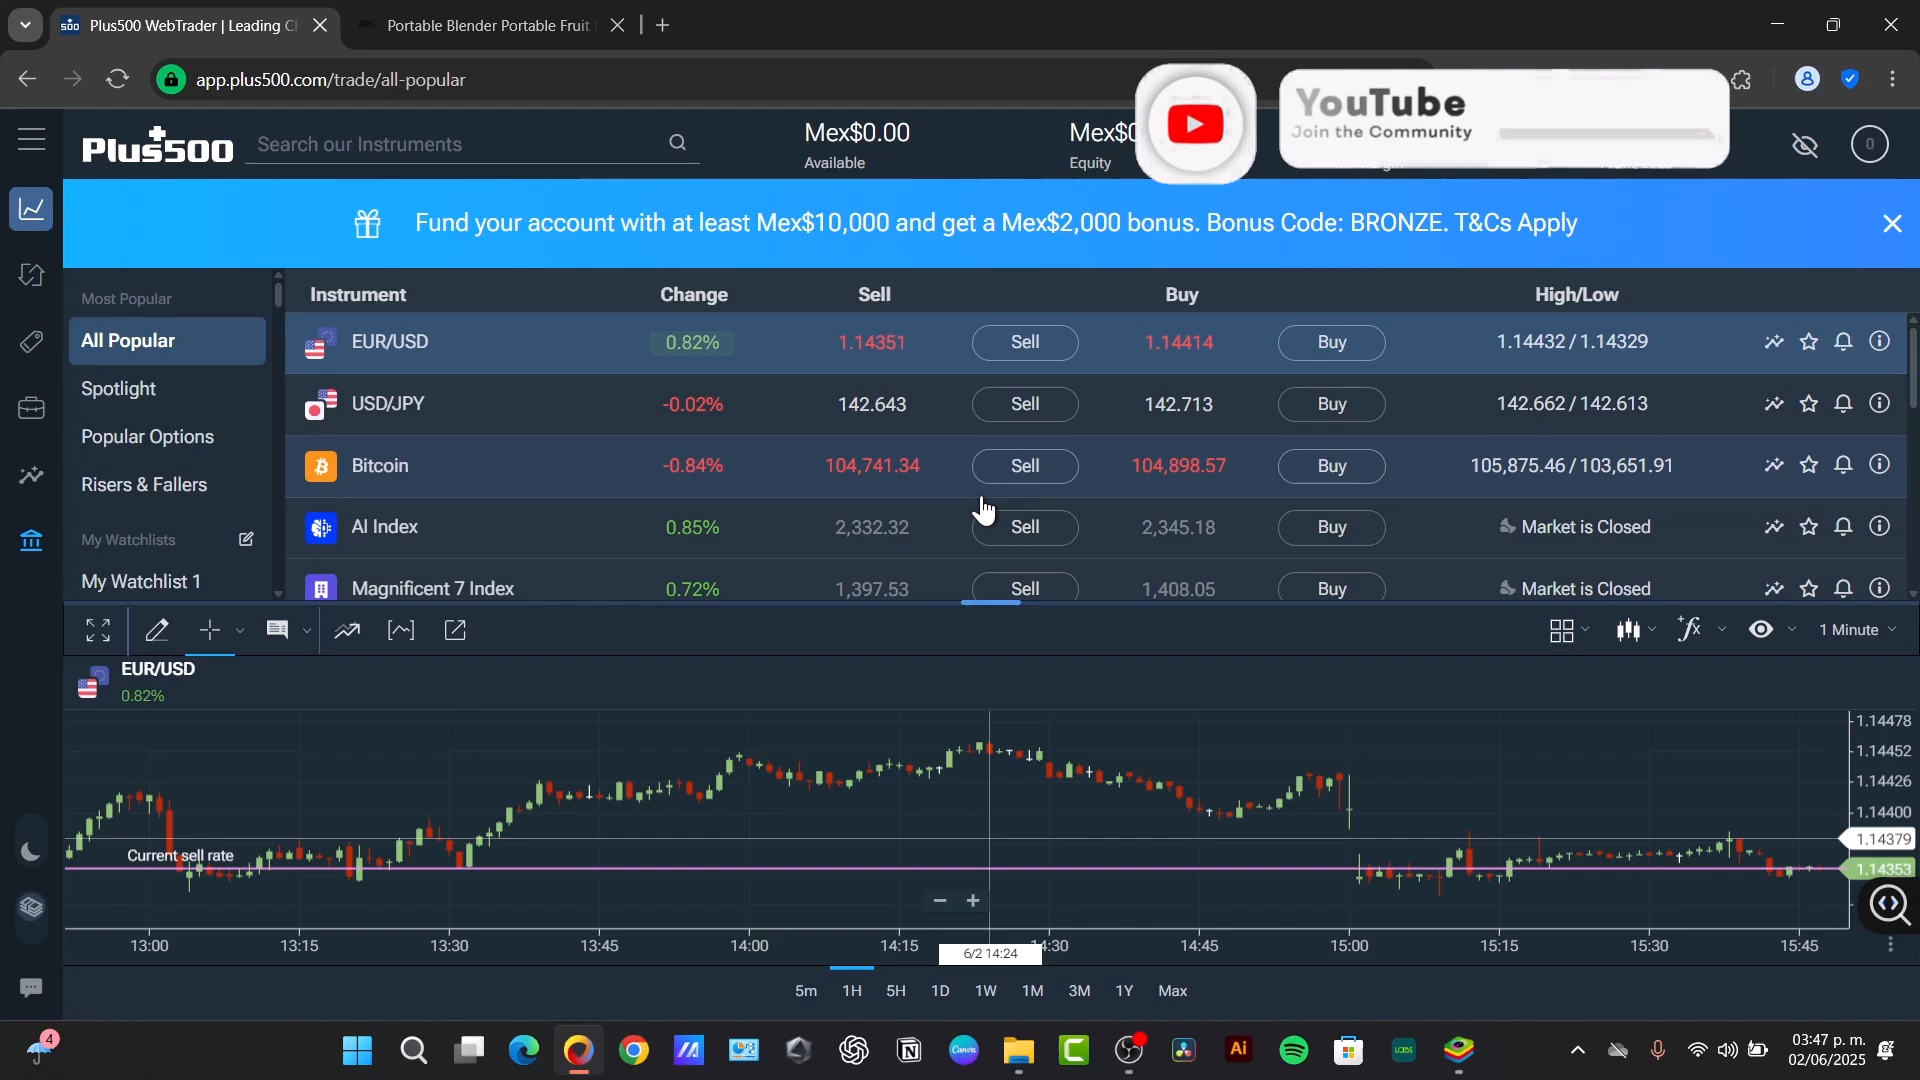 Plus500 WebTrader | Leading CF
Portable Blender Portable Fruit
app.plus500.com/trade/all-popular
YouTube
Join the Community
Plus500
Search our Instruments
Mex$0.00
Available
Mex$0
Equity
0
Fund your account with at least Mex$10,000 and get a Mex$2,000 bonus. Bonus Code: BRONZE. T&Cs Apply
Most Popular
All Popular
Spotlight
Popular Options
Risers & Fallers
My Watchlists
My Watchlist 1
Instrument Change Sell Buy High/Low
EUR/USD 0.82% 1.14351 Sell 1.14414 Buy 1.14432 / 1.14329
USD/JPY -0.02% 142.643 Sell 142.713 Buy 142.662 / 142.613
Bitcoin -0.84% 104,741.34 Sell 104,898.57 Buy 105,875.46 / 103,651.91
AI Index 0.85% 2,332.32 Sell 2,345.18 Buy Market is Closed
Magnificent 7 Index 0.72% 1,397.53 Sell 1,408.05 Buy Market is Closed
1 Minute
EUR/USD
0.82%
Current sell rate
1.14478
1.14452
1.14426
1.14400
1.14379
1.14353
13:00 13:15 13:30 13:45 14:00 14:15 14:30 14:45 15:00 15:15 15:30 15:45
6/2 14:24
5m 1H 5H 1D 1W 1M 3M 1Y Max
4
Canva
Ai
LABS
03:47 p. m.
02/06/2025